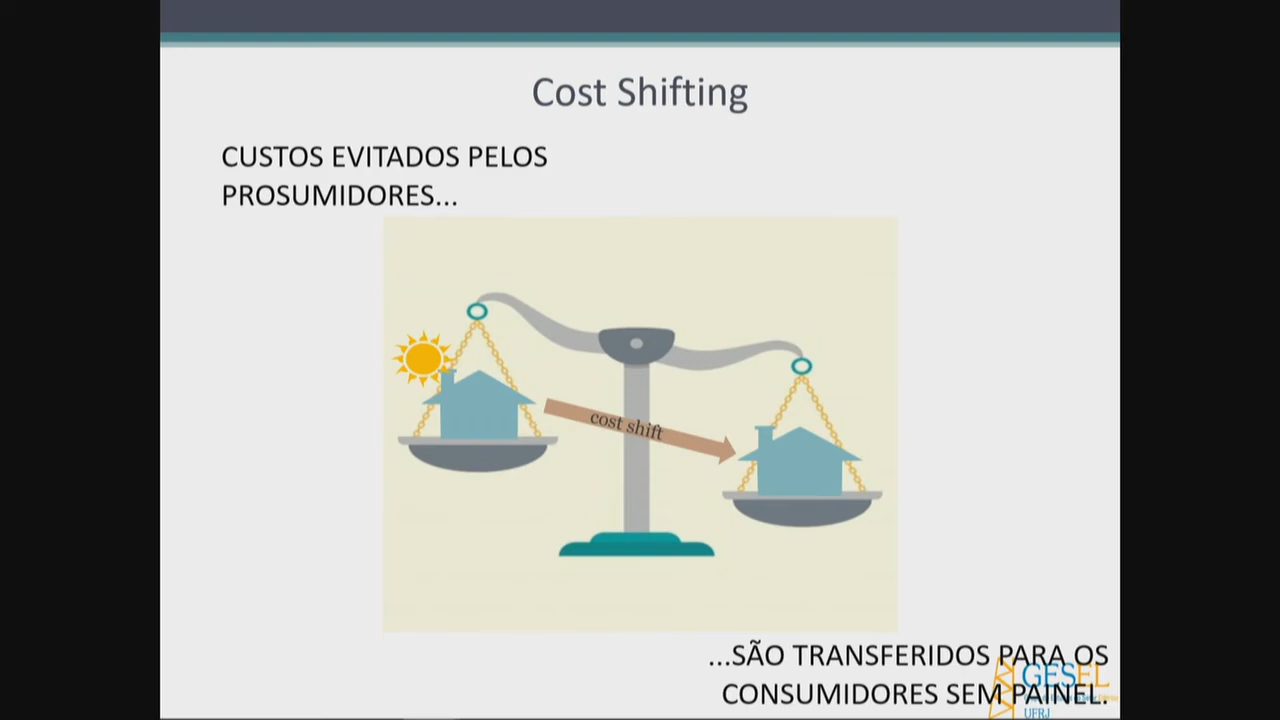 Cost Shifting
CUSTOS EVITADOS PELOS
PROSUMIDORES...
cost shift
...SÃO TRANSFERIDOS PARA OS
CONSUMIDORES SEM PAINEL.
GESEL
UFRJ